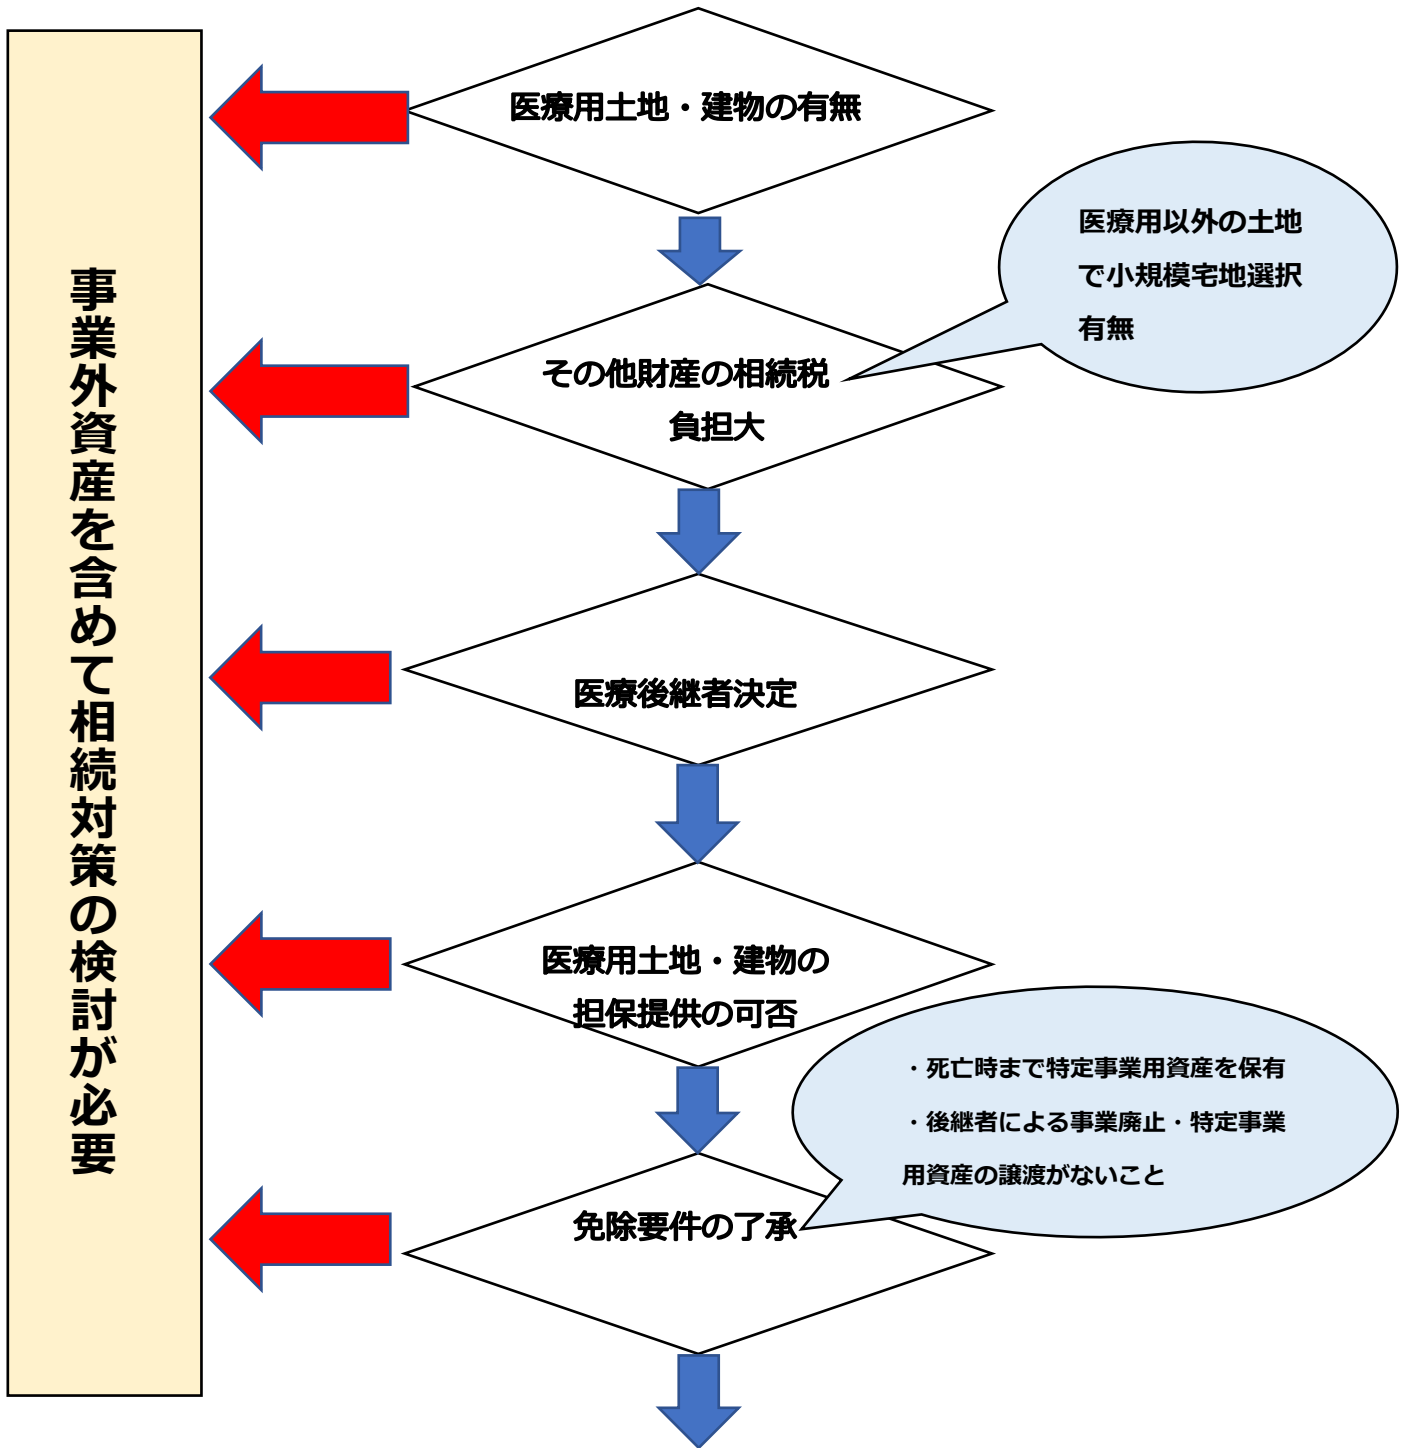 事業外資産を含めて相続対策の検討が必要
医療用土地・建物の有無
医療用以外の土地
で小規模宅地選択
有無
その他財産の相続税
負担大
医療後継者決定
医療用土地・建物の
担保提供の可否
・死亡時まで特定事業用資産を保有
・後継者による事業廃止・特定事業
用資産の譲渡がないこと
免除要件の了承